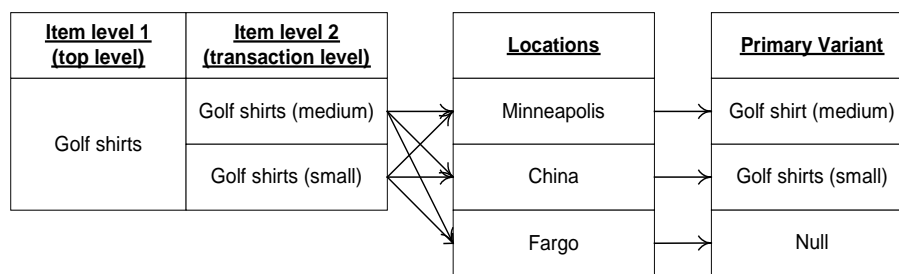 Item level 1
(top level)
Item level 2
(transaction level)
Locations
Primary Variant
Golf shirts
Golf shirts (medium)
Minneapolis
Golf shirt (medium)
Golf shirts (small)
China
Golf shirts (small)
Fargo
Null